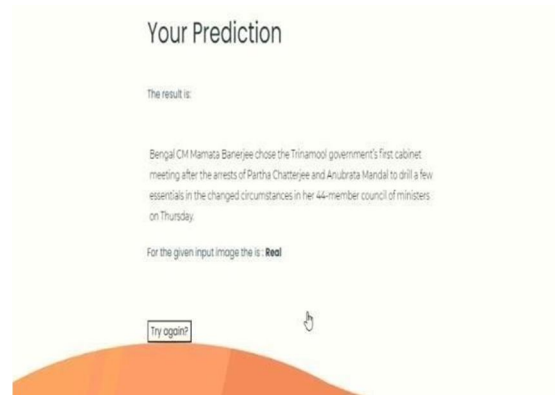 Your Prediction
The result is:
Bengal CM Mamata Banerjee chose the Trinamool government's first cabinet
meeting after the arrests of Partha Chatterjee and Anubrata Mandal to drill a few
essentials in the changed circumstances in her 44-member council of ministers
on Thursday.
For the given input image the is : Real
Try again?